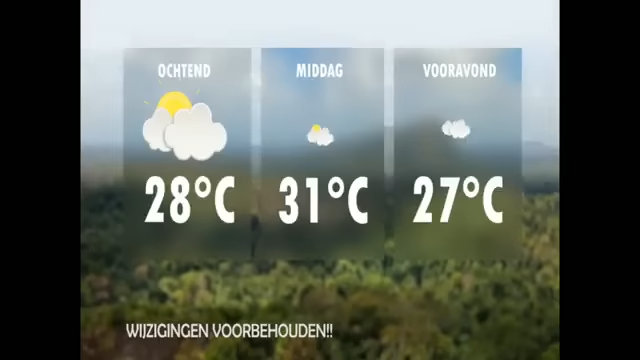 OCHTEND
MIDDAG
VOORAVOND
28°C
31°C
27°C
WIJZIGINGEN VOORBEHOUDEN!!